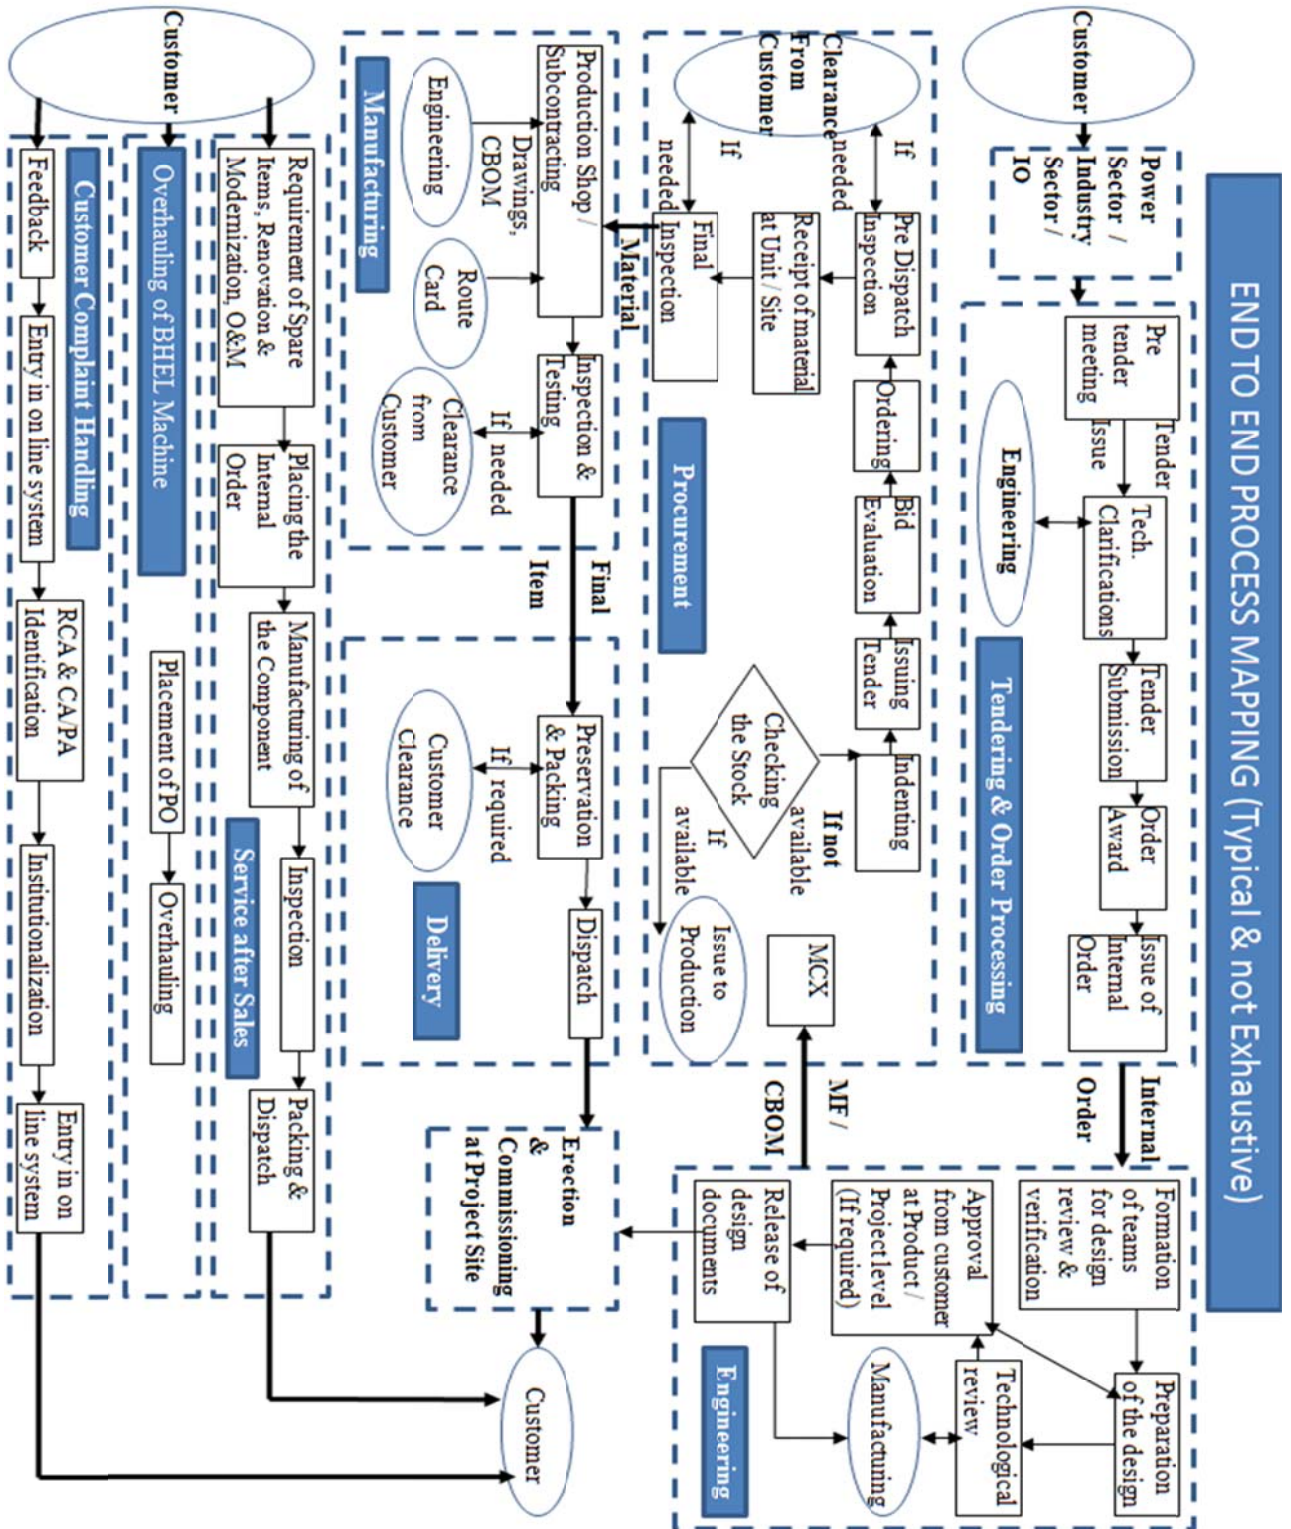 END TO END PROCESS MAPPING (Typical & not Exhaustive)
Customer
Power
Sector /
Industry
Sector /
IO
Pre
tender
meeting
Tender
Issue
Tech.
Clarifications
Engineering
Tender
Submission
Order
Award
Issue of
Internal
Order
Tendering & Order Processing
Internal
Order
Formation
of teams
for design
review &
verification
Preparation
of the design
Approval
from customer
at Product /
Project level
(If required)
Technological
review
Manufacturing
Release of
design
documents
Engineering
MF /
CBOM
Clearance
From
Customer
If
needed
If
needed
Pre Dispatch
Inspection
Ordering
Bid
Evaluation
Issuing
Tender
Indenting
Receipt of material
at Unit / Site
Final
Inspection
Procurement
Checking
the Stock
If not
available
If
available
MCX
Issue to
Production
Material
Production Shop /
Subcontracting
Inspection &
Testing
Drawings,
CBOM
Engineering
Route
Card
If needed
Clearance
from
Customer
Manufacturing
Final
Item
Preservation
& Packing
Dispatch
If required
Customer
Clearance
Delivery
Erection
&
Commissioning
at Project Site
Customer
Customer
Requirement of Spare
Items, Renovation &
Modernization, O&M
Placing the
Internal
Order
Manufacturing of
the Component
Inspection
Packing &
Dispatch
Service after Sales
Overhauling of BHEL Machine
Placement of PO
Overhauling
Customer Complaint Handling
Feedback
Entry in on line system
RCA & CA/PA
Identification
Institutionalization
Entry in on
line system